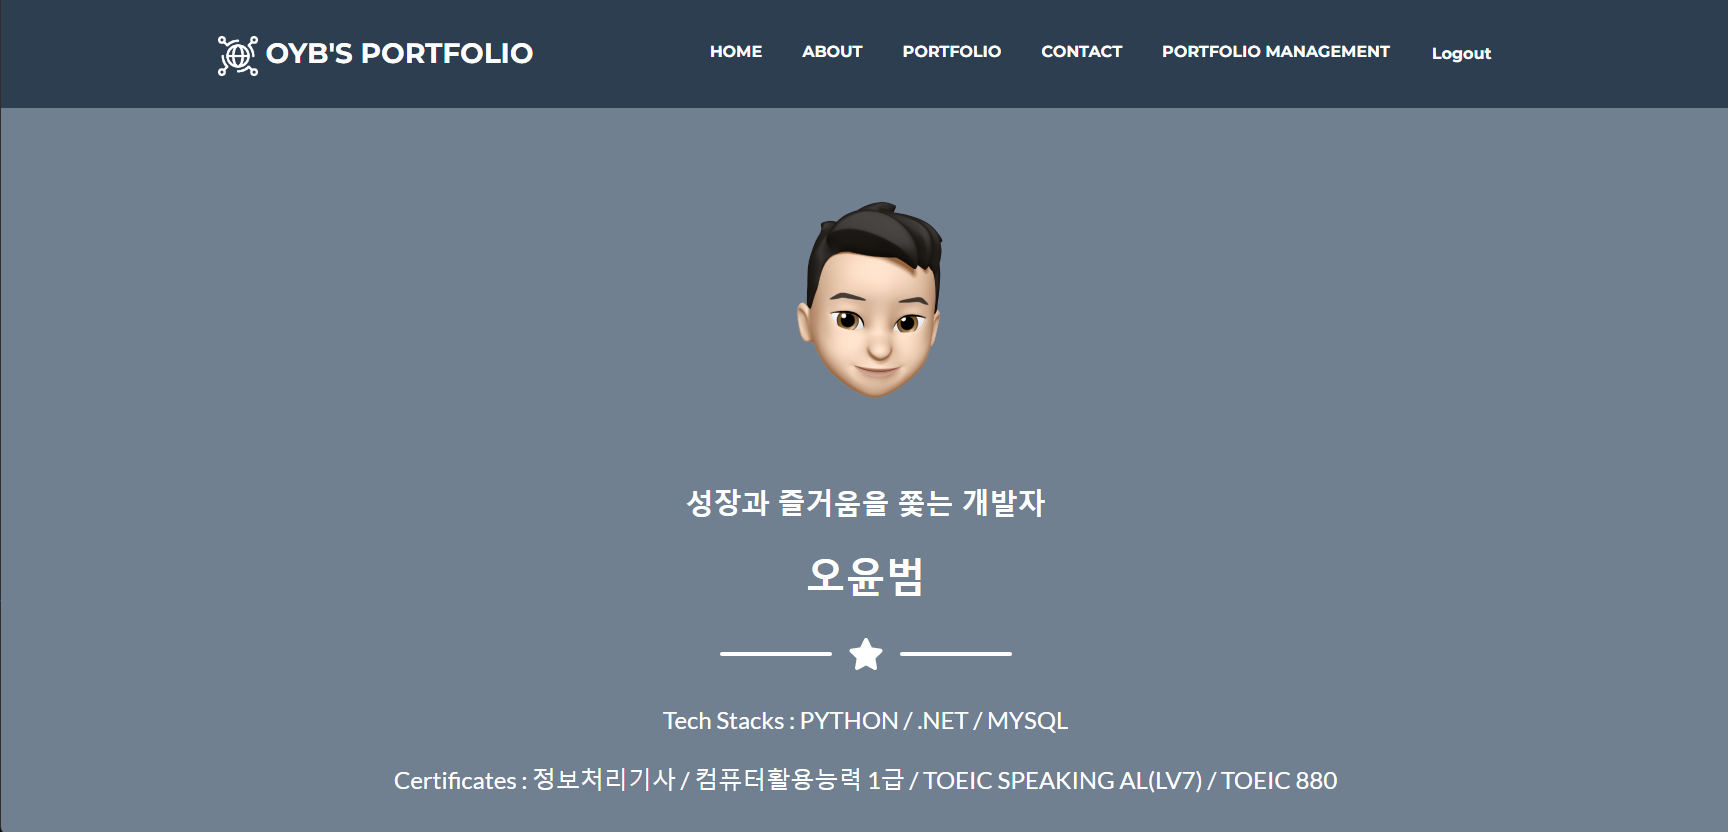 OYB'S PORTFOLIO
HOME ABOUT PORTFOLIO CONTACT PORTFOLIO MANAGEMENT Logout
성장과 즐거움을 쫓는 개발자
오윤범
Tech Stacks : PYTHON / .NET / MYSQL
Certificates : 정보처리기사 / 컴퓨터활용능력 1급 / TOEIC SPEAKING AL(LV7) / TOEIC 880